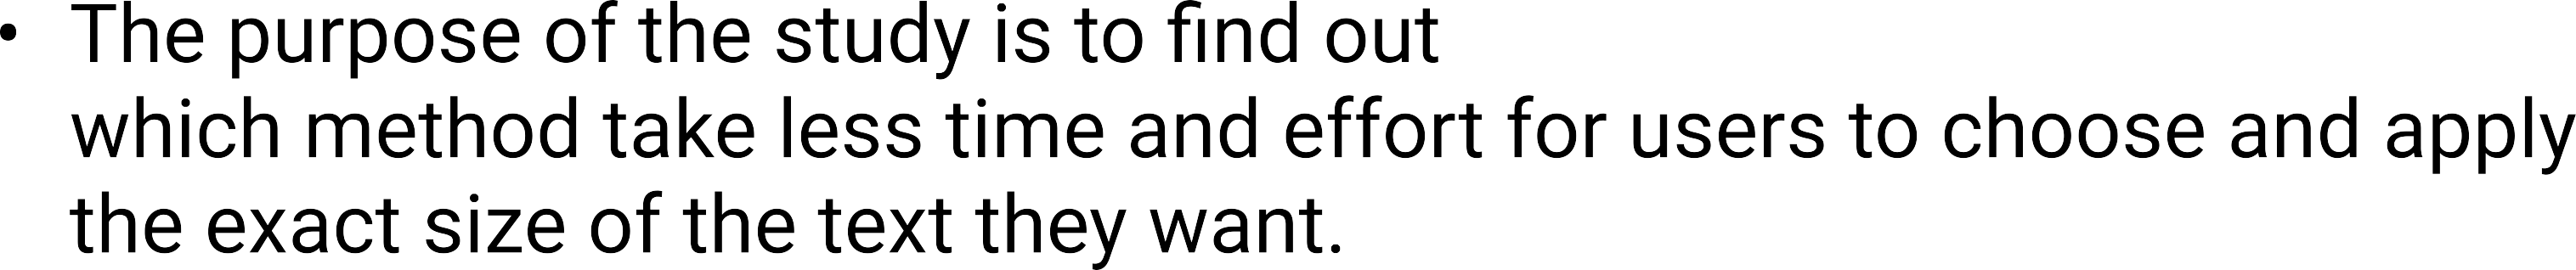 • The purpose of the study is to find out
which method take less time and effort for users to choose and apply
the exact size of the text they want.